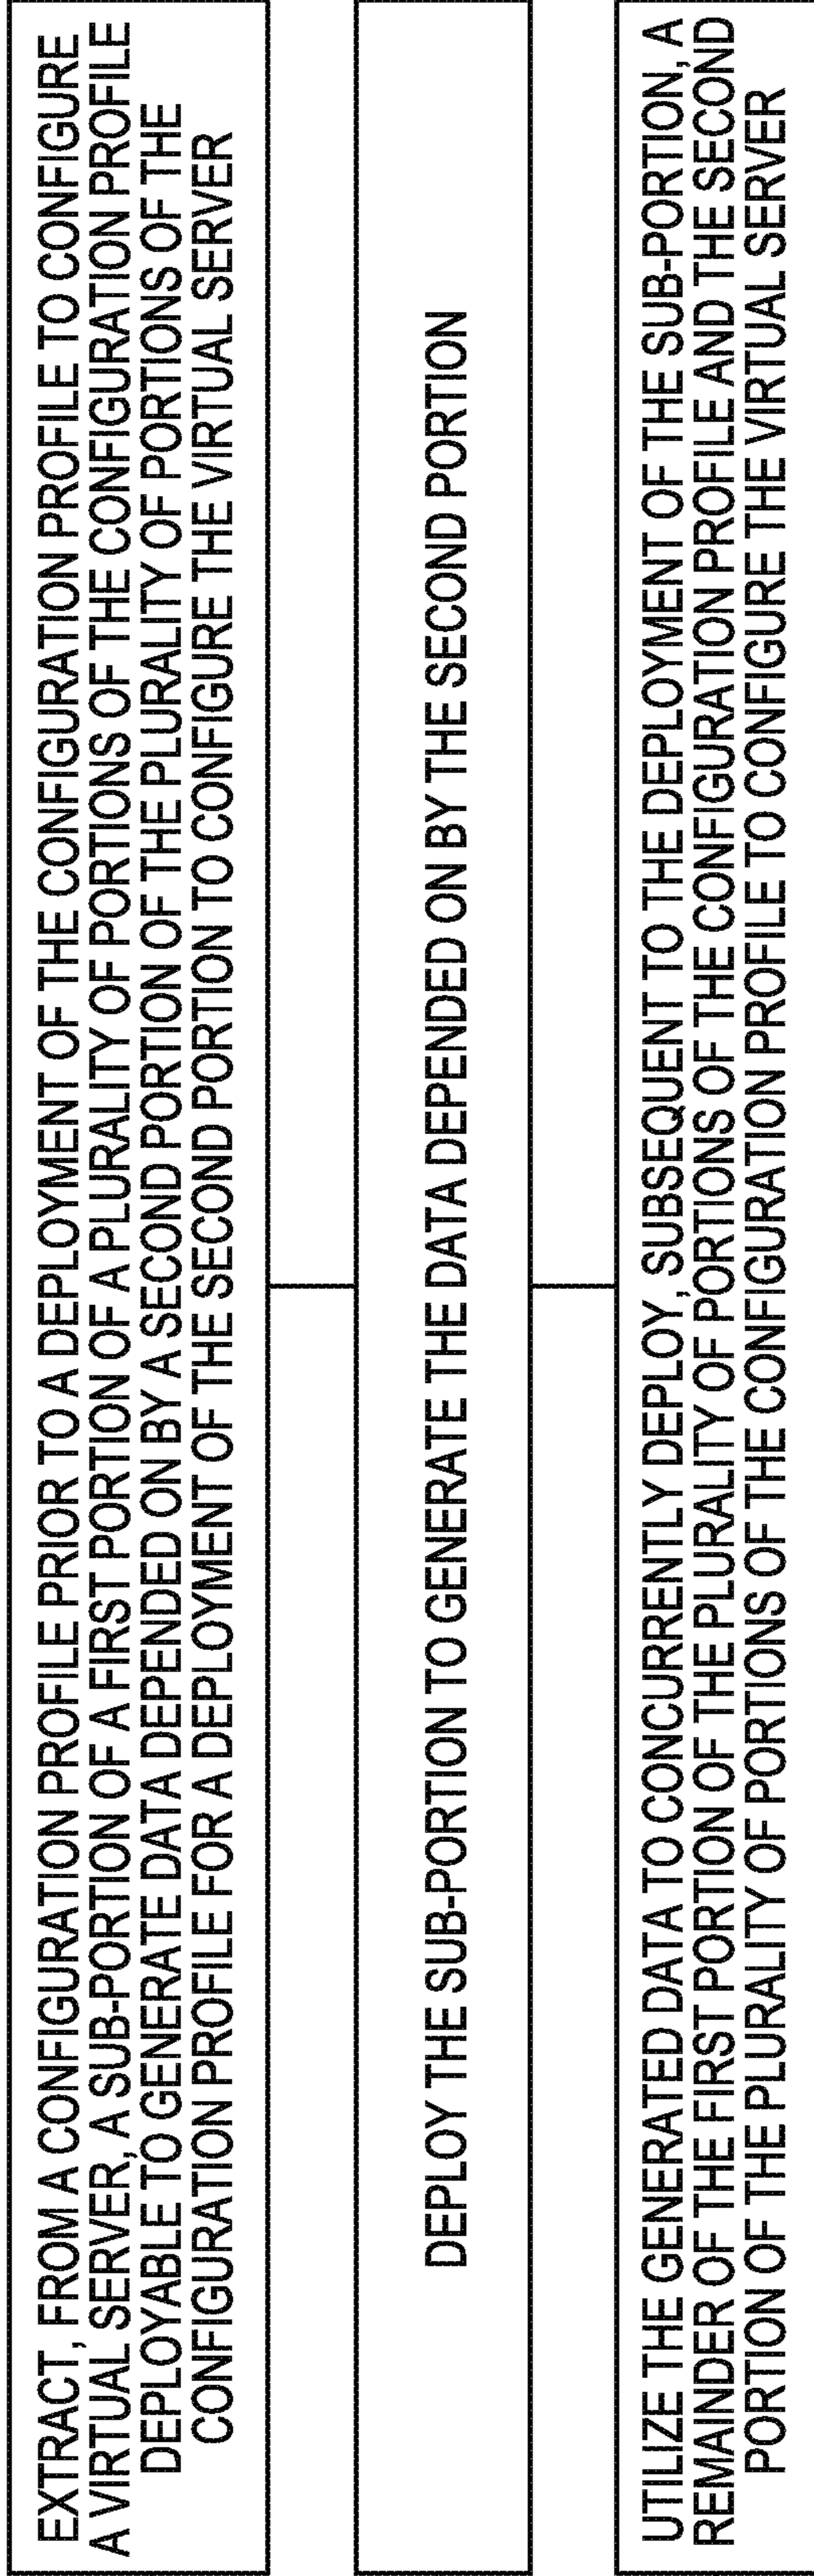 EXTRACT, FROM A CONFIGURATION PROFILE PRIOR TO A DEPLOYMENT OF THE CONFIGURATION PROFILE TO CONFIGURE
A VIRTUAL SERVER, A SUB-PORTION OF A FIRST PORTION OF A PLURALITY OF PORTIONS OF THE CONFIGURATION PROFILE
DEPLOYABLE TO GENERATE DATA DEPENDED ON BY A SECOND PORTION OF THE PLURALITY OF PORTIONS OF THE
CONFIGURATION PROFILE FOR A DEPLOYMENT OF THE SECOND PORTION TO CONFIGURE THE VIRTUAL SERVER
DEPLOY THE SUB-PORTION TO GENERATE THE DATA DEPENDED ON BY THE SECOND PORTION
UTILIZE THE GENERATED DATA TO CONCURRENTLY DEPLOY, SUBSEQUENT TO THE DEPLOYMENT OF THE SUB-PORTION, A
REMAINDER OF THE FIRST PORTION OF THE PLURALITY OF PORTIONS OF THE CONFIGURATION PROFILE AND THE SECOND
PORTION OF THE PLURALITY OF PORTIONS OF THE CONFIGURATION PROFILE TO CONFIGURE THE VIRTUAL SERVER